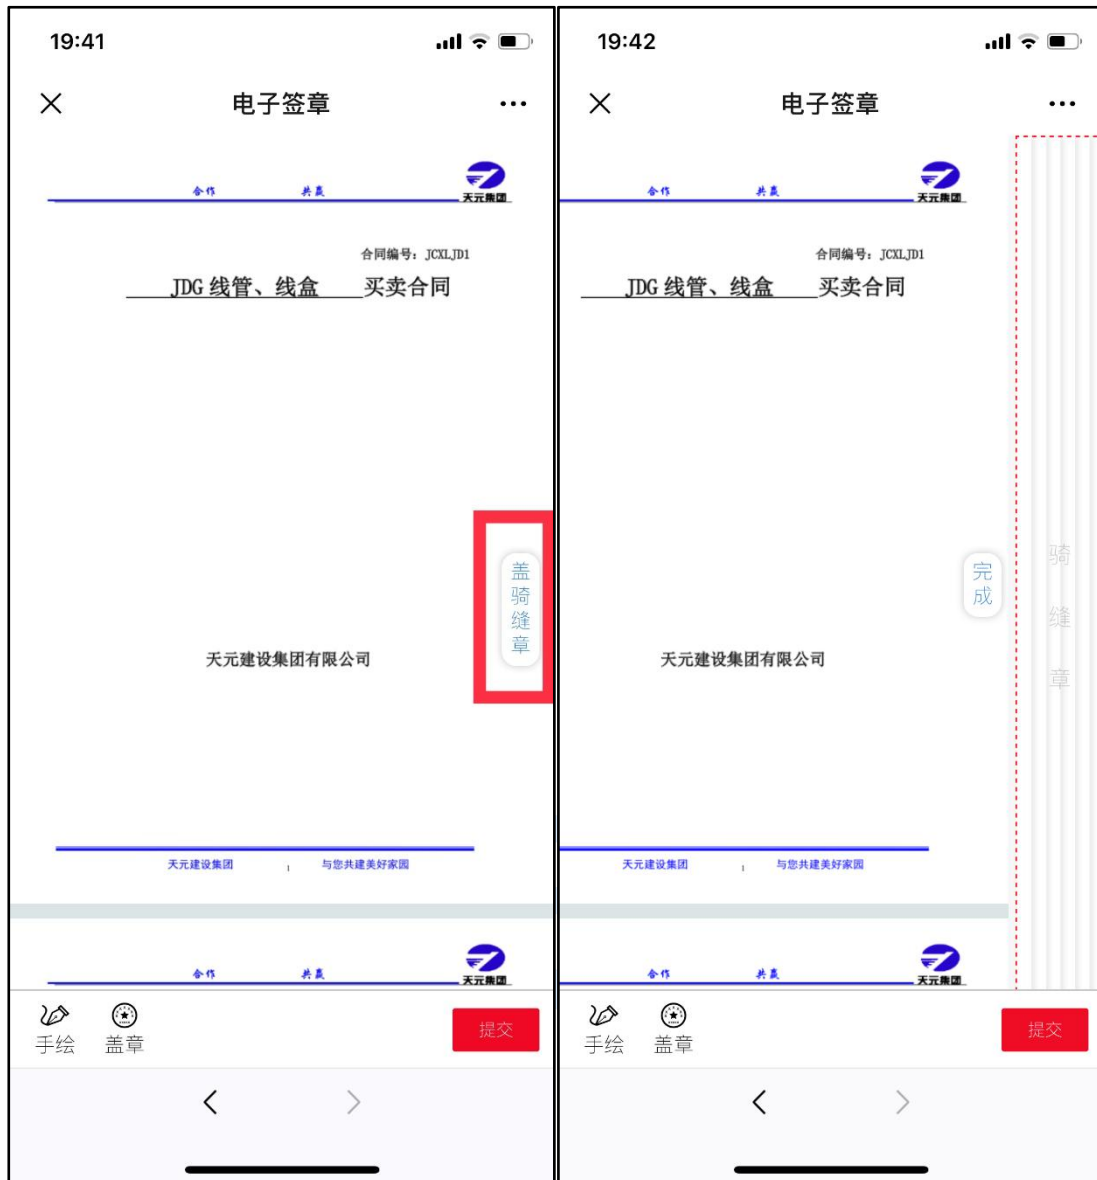 19:41
电子签章
合作 共赢
天元集团
合同编号：JCXLJD1
JDG 线管、线盒 买卖合同
盖骑缝章
天元建设集团有限公司
天元建设集团 与您共建美好家园
合作 共赢
天元集团
手绘 盖章 提交
19:42
电子签章
合作 共赢
天元集团
合同编号：JCXLJD1
JDG 线管、线盒 买卖合同
完成
骑缝章
天元建设集团有限公司
天元建设集团 与您共建美好家园
合作 共赢
天元集团
手绘 盖章 提交